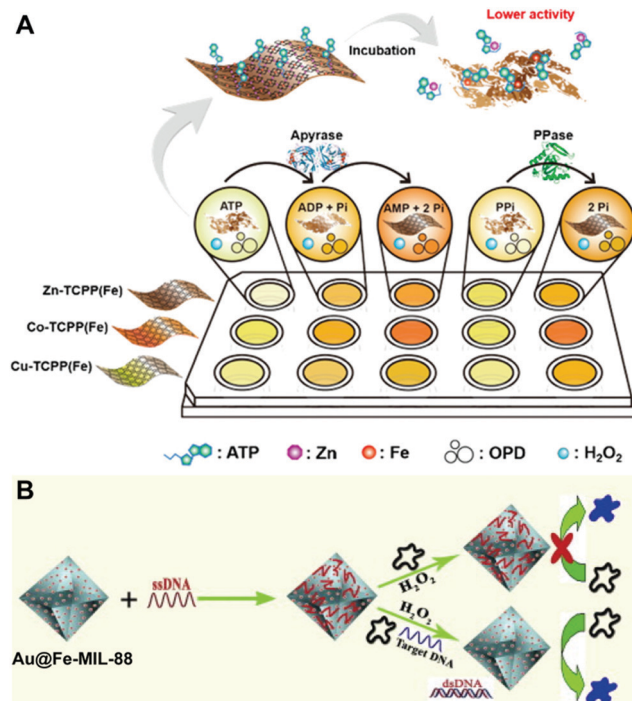 A
Lower activity
Incubation
Apyrase
PPase
ATP
ADP + Pi
AMP + 2 Pi
PPi
2 Pi
Zn-TCPP(Fe)
Co-TCPP(Fe)
Cu-TCPP(Fe)
: ATP : Zn : Fe : OPD : H₂O₂
B
ssDNA
+
Au@Fe-MIL-88
H₂O₂
H₂O₂
Target DNA
dsDNA